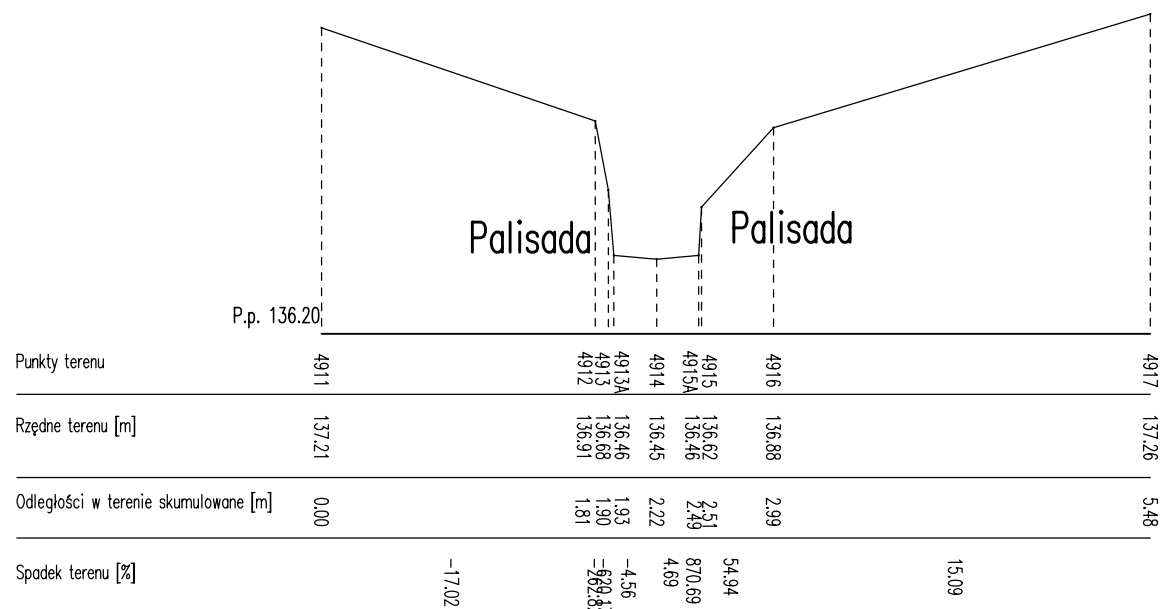 Palisada
Palisada
P.p. 136.20
Punkty terenu 4911 4912 4913 4913A 4914 4915A 4915 4916 4917
Rzędne terenu [m] 137.21 136.91 136.68 136.46 136.45 136.46 136.62 136.88 137.26
Odległości w terenie skumulowane [m] 0.00 1.81 1.90 1.93 2.22 2.49 2.51 2.99 5.48
Spadek terenu [%] -17.02 -4.56 4.69 870.69 54.94 15.09